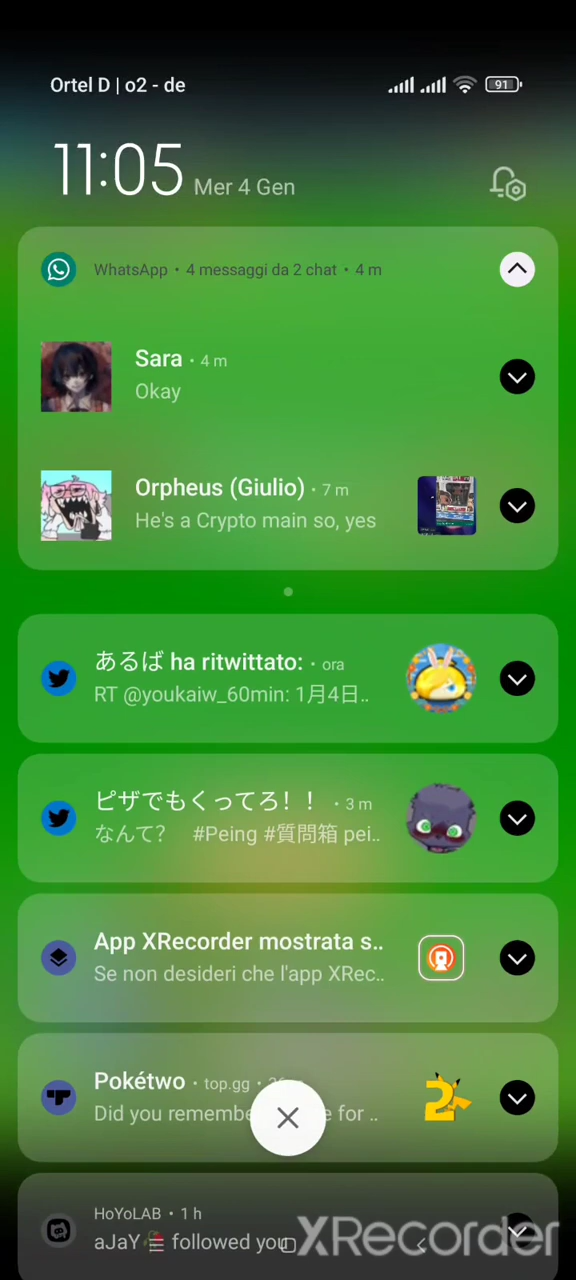 Ortel D | o2 - de
91
11:05 Mer 4 Gen
WhatsApp • 4 messaggi da 2 chat • 4 m
Sara • 4 m
Okay
Orpheus (Giulio) • 7 m
He's a Crypto main so, yes
あるば ha ritwittato: • ora
RT @youkaiw_60min: 1月4日..
ピザでもくってろ！！ • 3 m
なんて？ #Peing #質問箱 pei..
App XRecorder mostrata s..
Se non desideri che l'app XRec..
Pokétwo • top.gg •
Did you remembe e for ..
HoYoLAB • 1 h
aJaY followed you
XRecorder